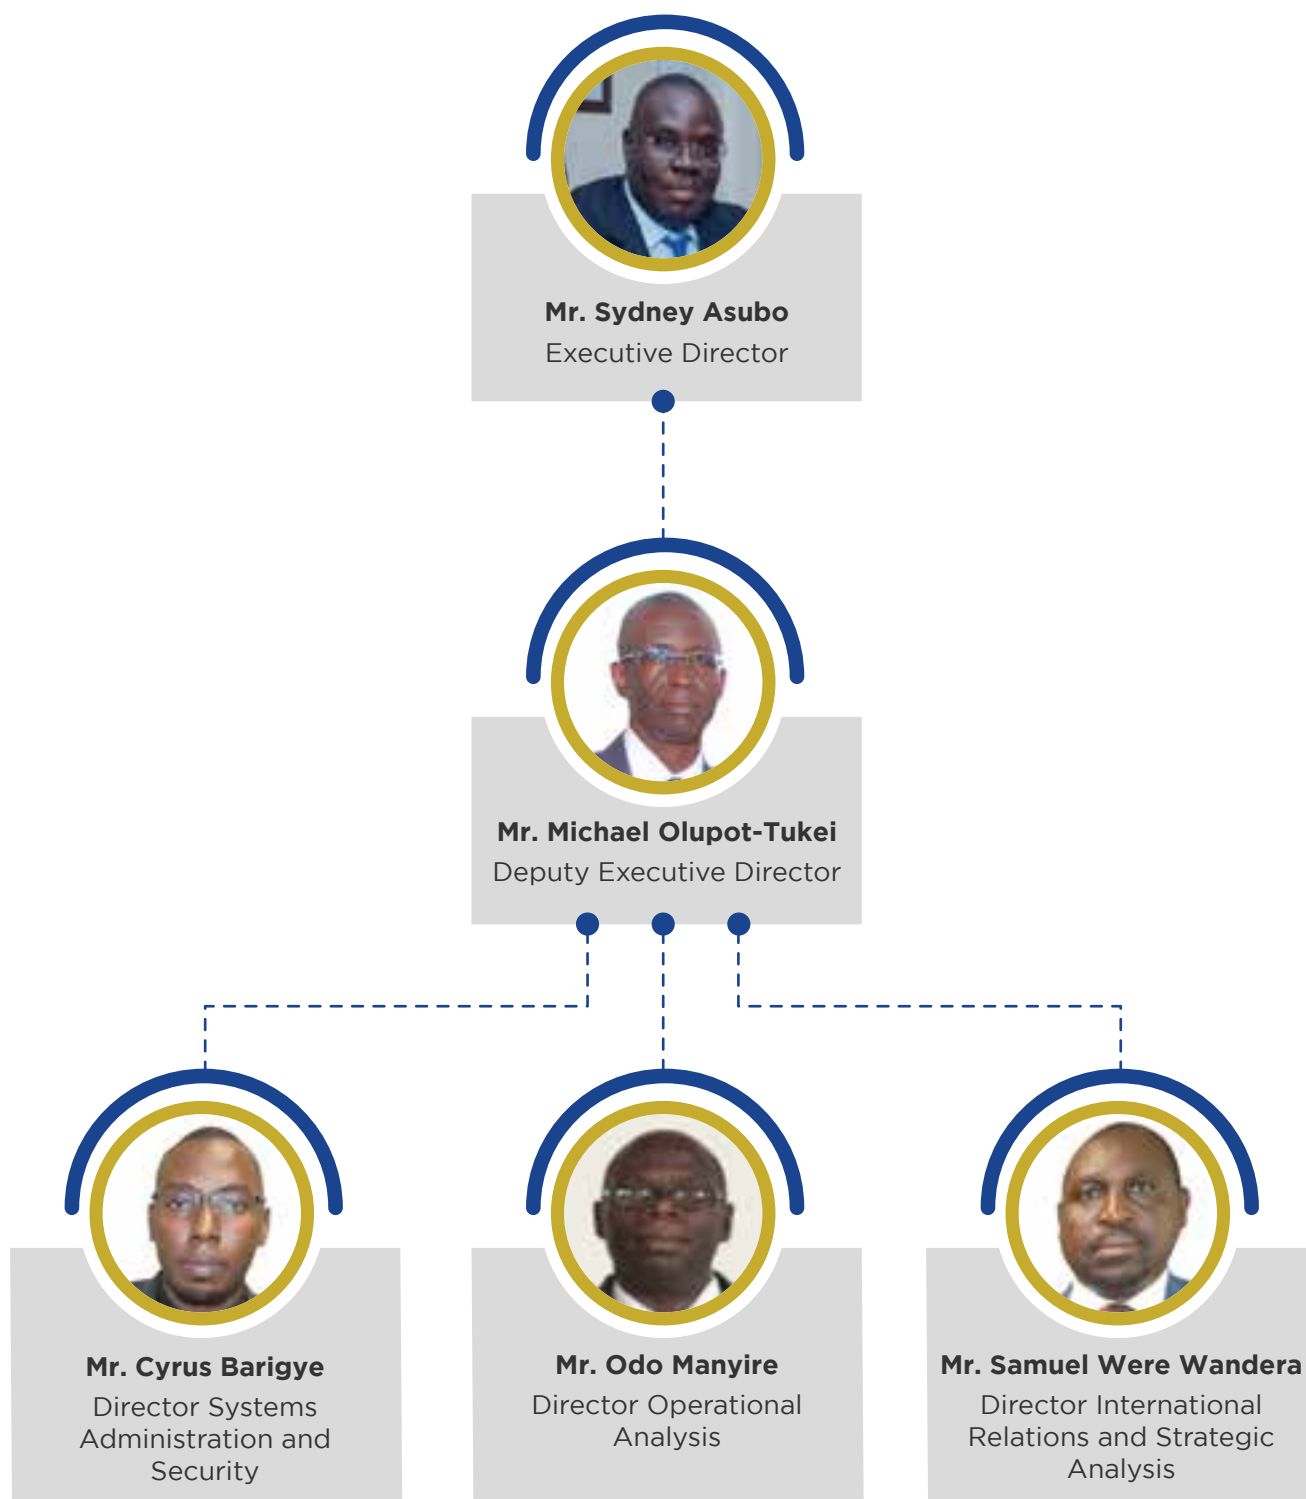 Mr. Sydney Asubo
Executive Director
Mr. Michael Olupot-Tukei
Deputy Executive Director
Mr. Cyrus Barigye
Director Systems
Administration and
Security
Mr. Odo Manyire
Director Operational
Analysis
Mr. Samuel Were Wandera
Director International
Relations and Strategic
Analysis